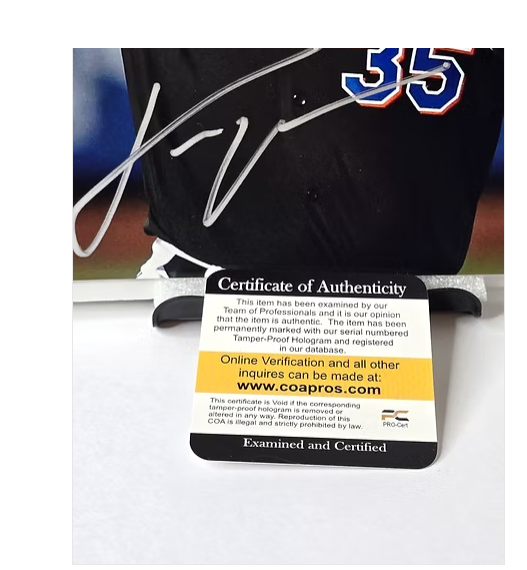 35
Certificate of Authenticity
This item has been examined by our
Team of Professionals and it is our opinion
that the item is authentic. The item has been
permanently marked with our serial numbered
Tamper-Proof Hologram and registered
in our database.
Online Verification and all other
inquires can be made at:
www.coapros.com
This certificate is Void if the corresponding
tamper-proof hologram is removed or
altered in any way. Reproduction of this
COA is illegal and strictly prohibited by law.
PC
PRO-Cert
Examined and Certified